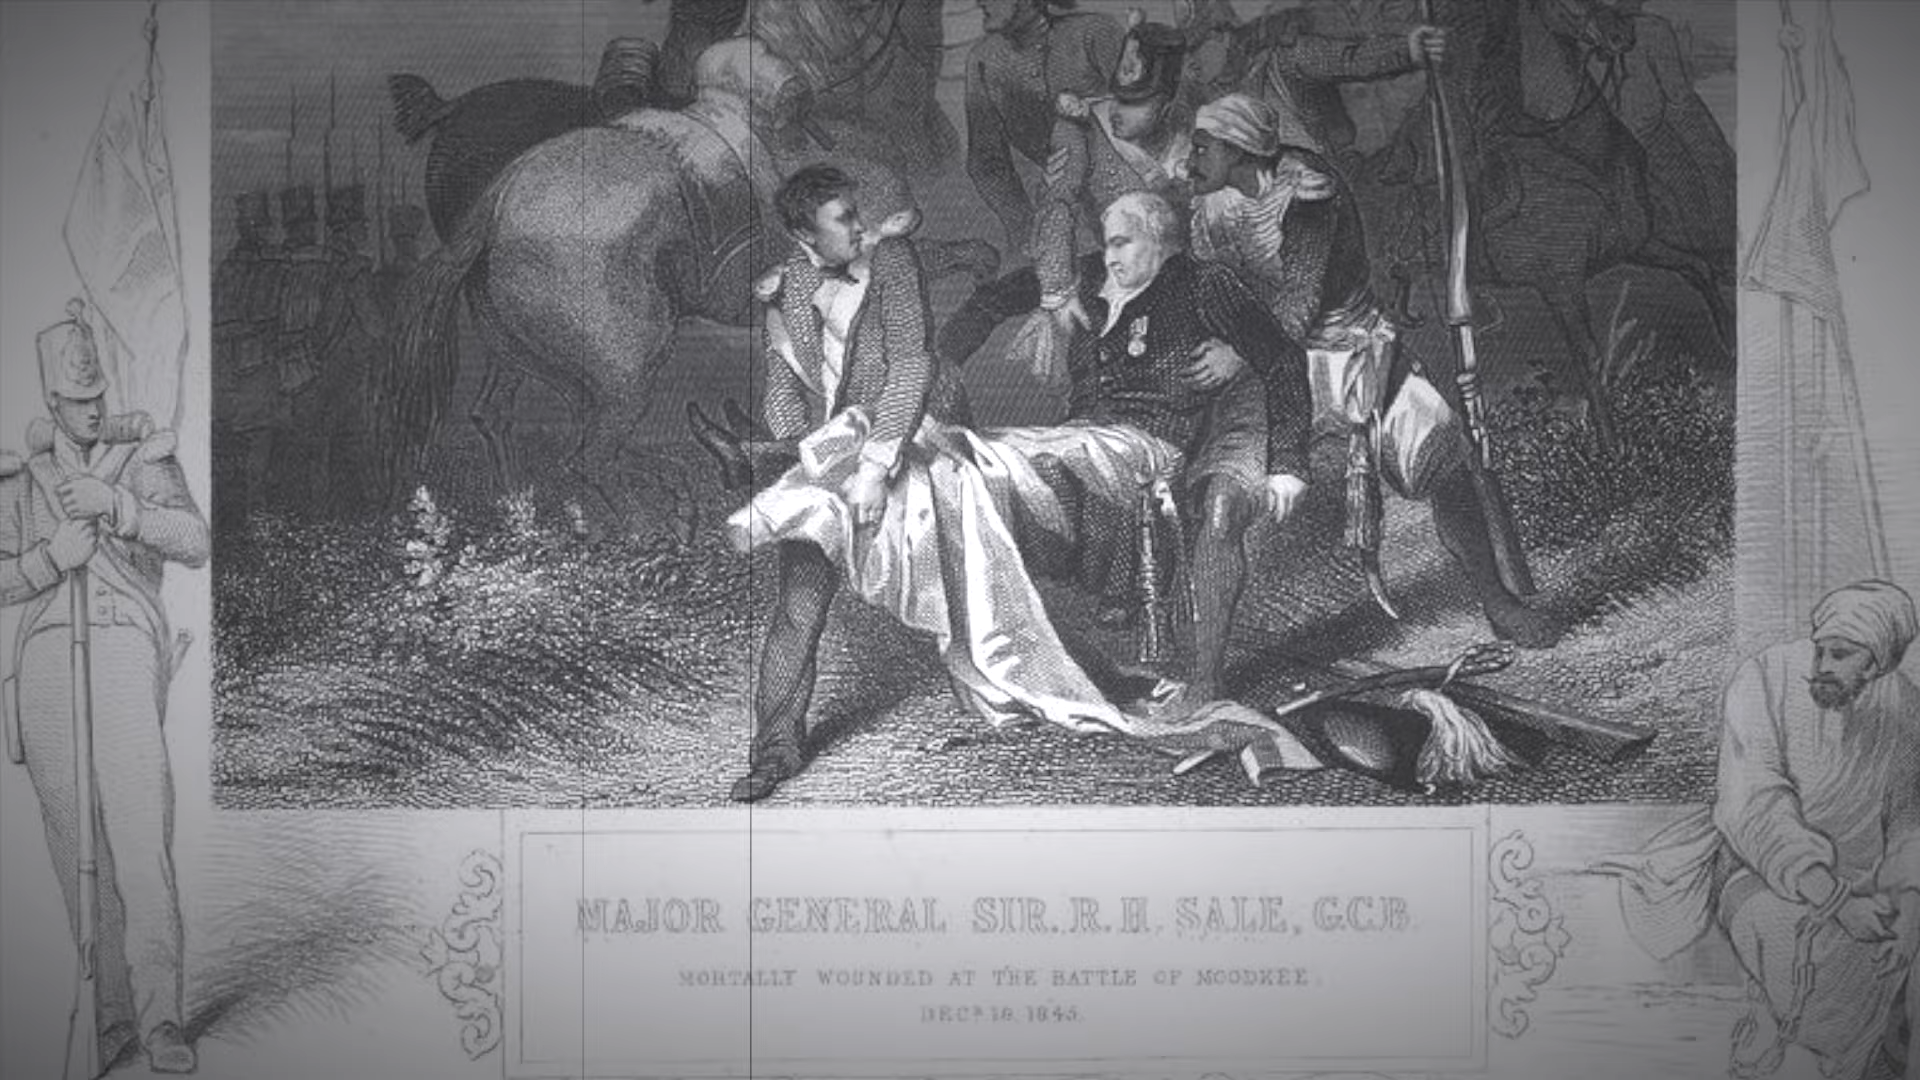 MAJOR GENERAL SIR. R. H. SALE, G.C.B.
MORTALLY WOUNDED AT THE BATTLE OF MOODKEE,
DECR. 18, 1845.